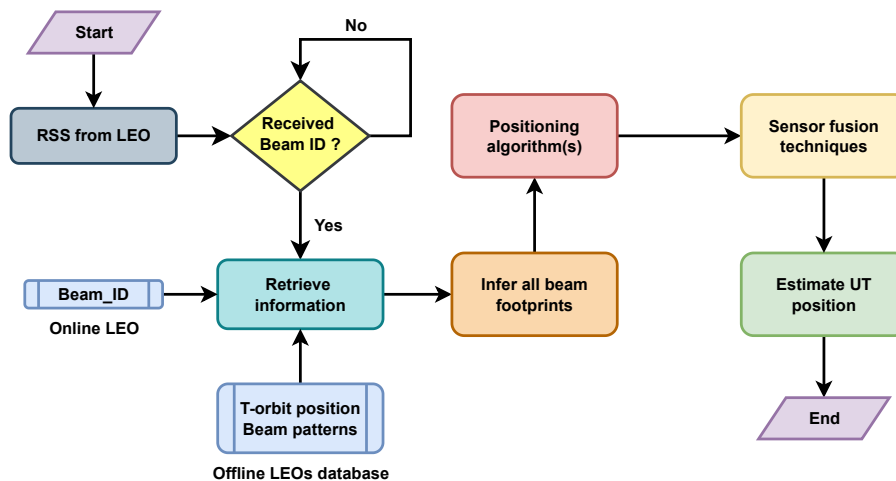 Start
No
RSS from LEO
Received
Beam ID ?
Positioning
algorithm(s)
Sensor fusion
techniques
Yes
Beam_ID
Online LEO
Retrieve
information
Infer all beam
footprints
Estimate UT
position
T-orbit position
Beam patterns
Offline LEOs database
End